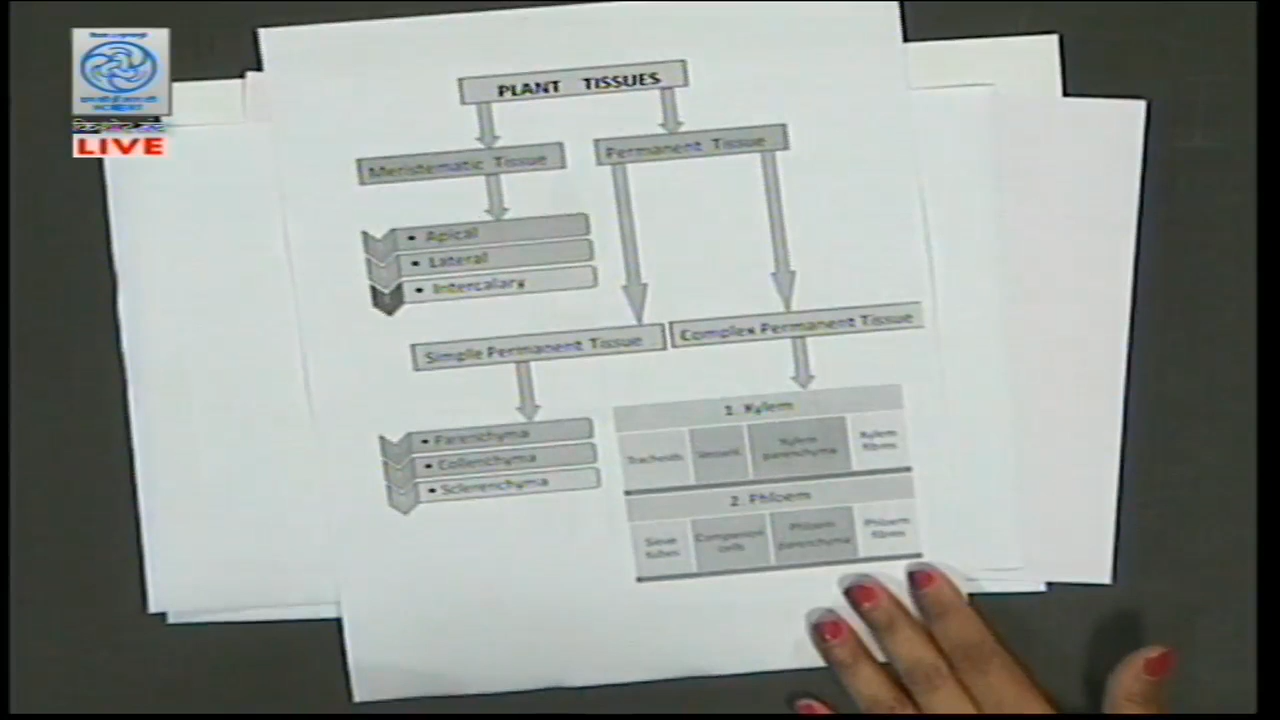 PLANT TISSUES
Meristematic Tissue
Permanent Tissue
• Apical
• Lateral
• Intercalary
Simple Permanent Tissue
Complex Permanent Tissue
• Parenchyma
• Collenchyma
• Sclerenchyma
1. Xylem
Tracheids
Vessels
Xylem
parenchyma
Xylem
fibres
2. Phloem
Sieve
tubes
Companion
cells
Phloem
parenchyma
Phloem
fibres
LIVE